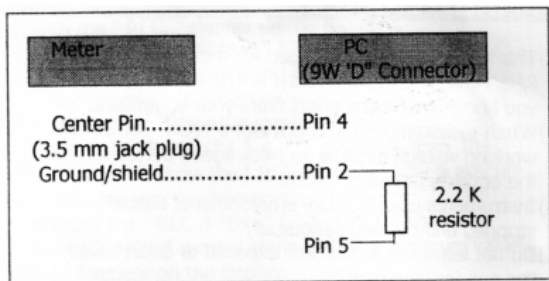 Meter
PC
(9W 'D" Connector)
Center Pin........................Pin 4
(3.5 mm jack plug)
Ground/shield......................Pin 2
2.2 K
resistor
Pin 5